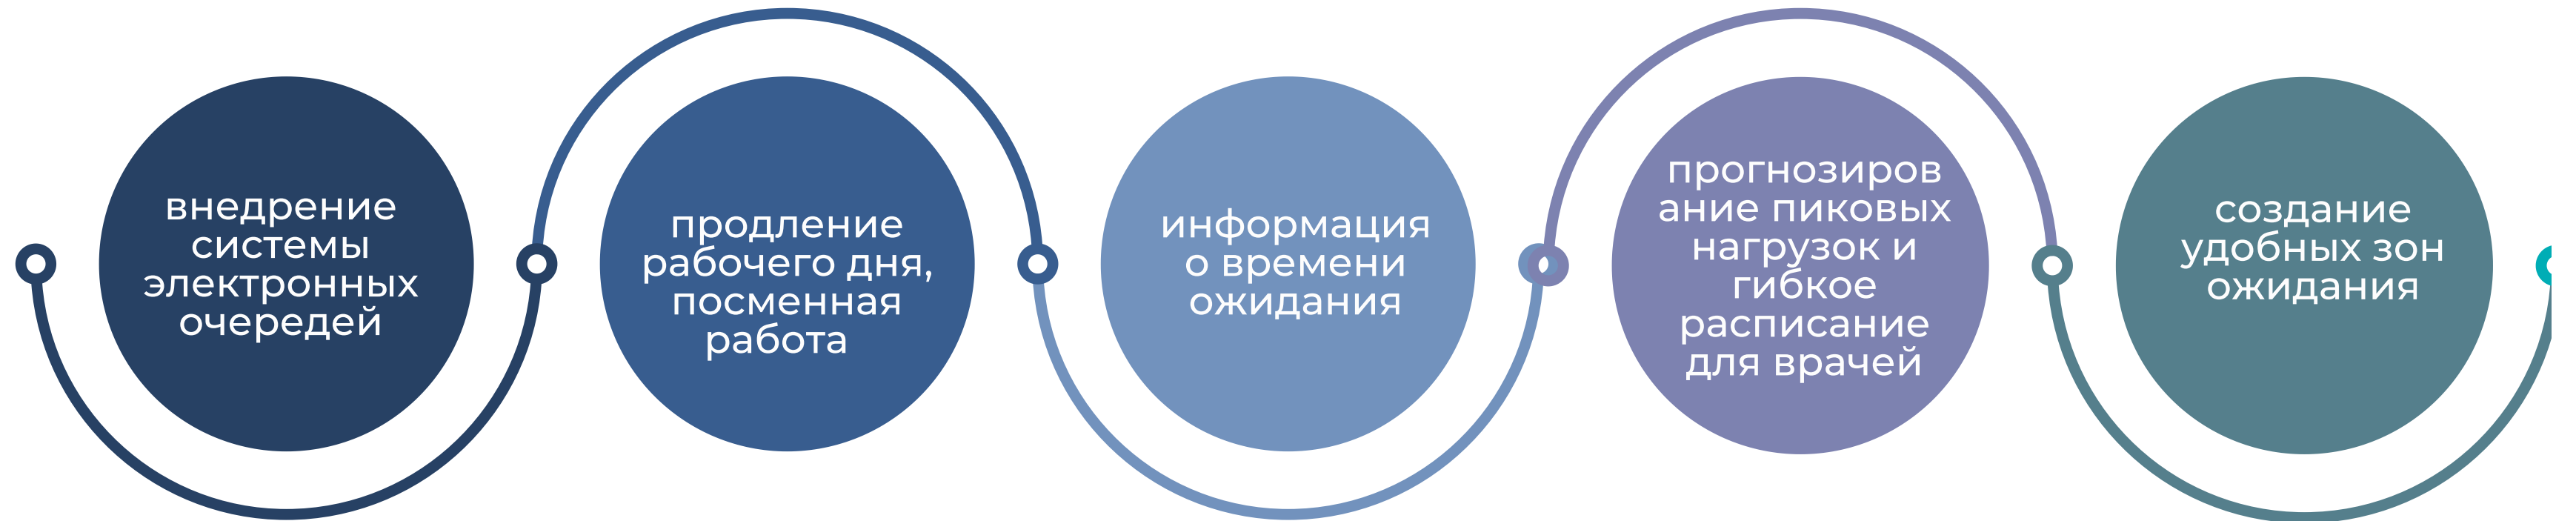 внедрение
системы
электронных
очередей
продление
рабочего дня,
посменная
работа
информация
о времени
ожидания
прогнозиров
ание пиковых
нагрузок и
гибкое
расписание
для врачей
создание
удобных зон
ожидания